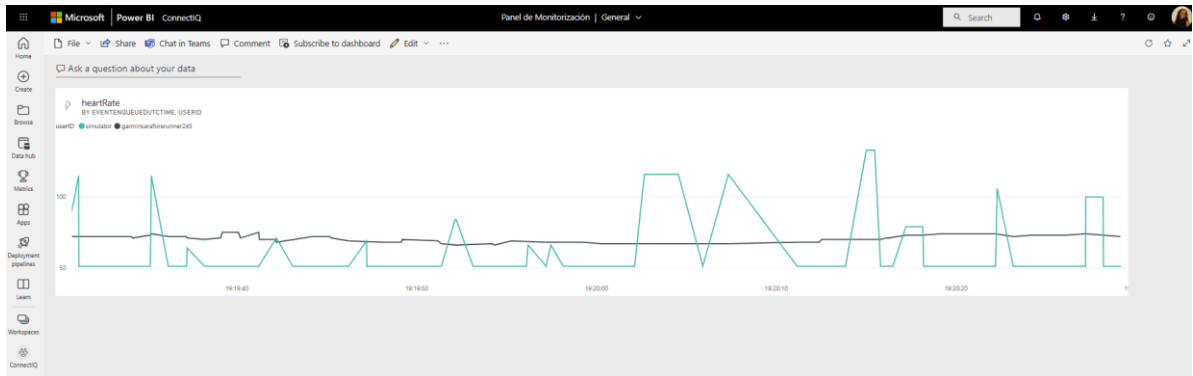 Microsoft Power BI ConnectIQ Panel de Monitorización | General Search
File Share Chat in Teams Comment Subscribe to dashboard Edit
Home
Create
Browse
Data hub
Metrics
Apps
Deployment
pipelines
Learn
Workspaces
ConnectIQ
Ask a question about your data
heartRate
BY EVENTENQUEUEDUTCTIME, USERID
userID simulator garminsaraforerunner245
100
50
19:19:40 19:19:50 19:20:00 19:20:10 19:20:20